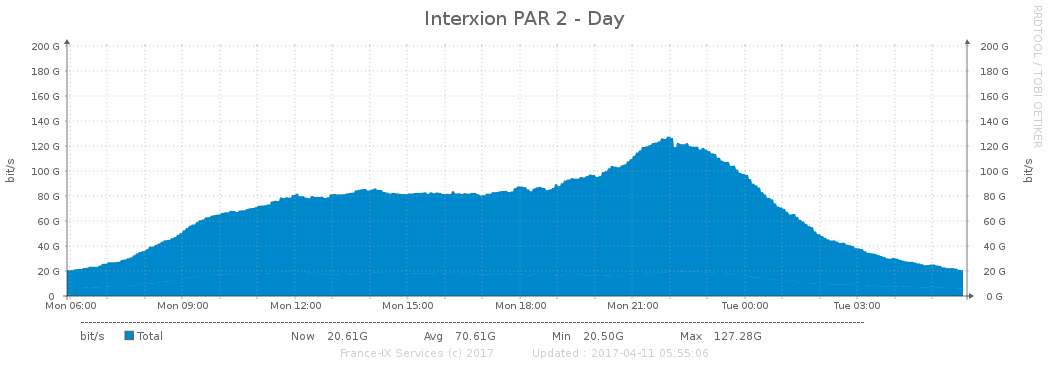 Interxion PAR 2 - Day
RRDTOOL / TOBI OETIKER
bit/s
bit/s
200 G 200 G
180 G 180 G
160 G 160 G
140 G 140 G
120 G 120 G
100 G 100 G
80 G 80 G
60 G 60 G
40 G 40 G
20 G 20 G
0 0 G
Mon 06:00 Mon 09:00 Mon 12:00 Mon 15:00 Mon 18:00 Mon 21:00 Tue 00:00 Tue 03:00
bit/s Total Now 20.61G Avg 70.61G Min 20.50G Max 127.28G
France-IX Services (c) 2017 Updated : 2017-04-11 05:55:06